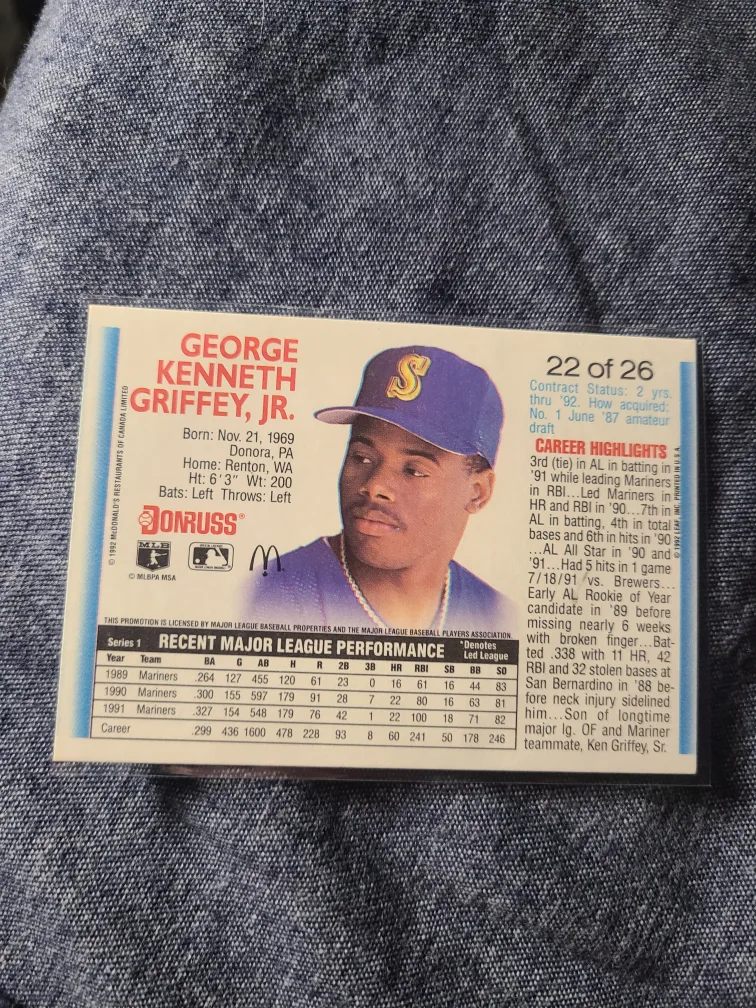 GEORGE
KENNETH
GRIFFEY, JR.
Born: Nov. 21, 1969
Donora, PA
Home: Renton, WA
Ht: 6'3" Wt: 200
Bats: Left Throws: Left
DONRUSS®
MLB
© MLBPA MSA
© 1992 McDONALD'S RESTAURANTS OF CANADA LIMITED
S
22 of 26
Contract Status: 2 yrs.
thru '92. How acquired:
No. 1 June '87 amateur
draft
CAREER HIGHLIGHTS
3rd (tie) in AL in batting in
'91 while leading Mariners
in RBI...Led Mariners in
HR and RBI in '90...7th in
AL in batting, 4th in total
bases and 6th in hits in '90
...AL All Star in '90 and
'91...Had 5 hits in 1 game
7/18/91 vs. Brewers...
Early AL Rookie of Year
candidate in '89 before
missing nearly 6 weeks
with broken finger...Bat-
ted .338 with 11 HR, 42
RBI and 32 stolen bases at
San Bernardino in '88 be-
fore neck injury sidelined
him...Son of longtime
major lg. OF and Mariner
teammate, Ken Griffey, Sr.
© 1992 LEAF, INC. PRINTED IN U.S.A.
THIS PROMOTION IS LICENSED BY MAJOR LEAGUE BASEBALL PROPERTIES AND THE MAJOR LEAGUE BASEBALL PLAYERS ASSOCIATION.
Series 1 RECENT MAJOR LEAGUE PERFORMANCE *Denotes Led League
Year Team BA G AB H R 2B 3B HR RBI SB BB SO
1989 Mariners .264 127 455 120 61 23 0 16 61 16 44 83
1990 Mariners .300 155 597 179 91 28 7 22 80 16 63 81
1991 Mariners .327 154 548 179 76 42 1 22 100 18 71 82
Career .299 436 1600 478 228 93 8 60 241 50 178 246